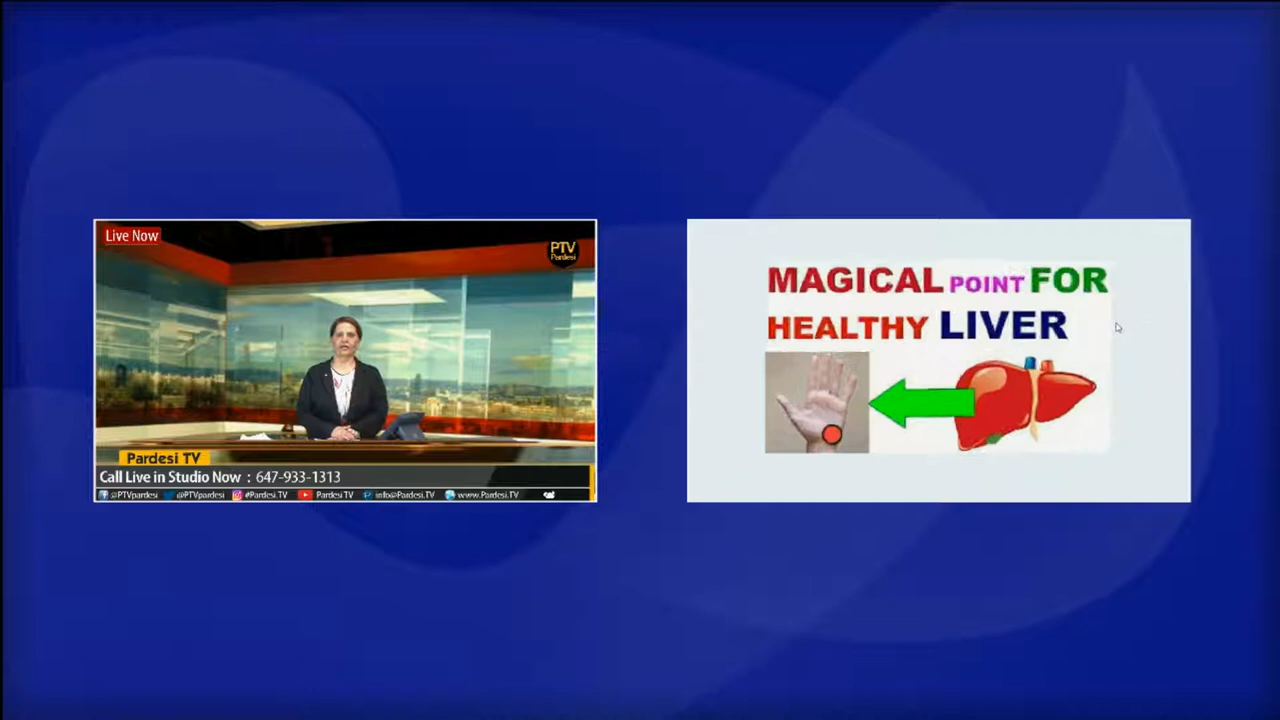 Live Now
PTV
Pardesi
Pardesi TV
Call Live in Studio Now : 647-933-1313
@PTVpardesi @PTVpardesi #Pardesi.TV Pardesi TV info@Pardesi.TV www.Pardesi.TV
MAGICAL POINT FOR
HEALTHY LIVER